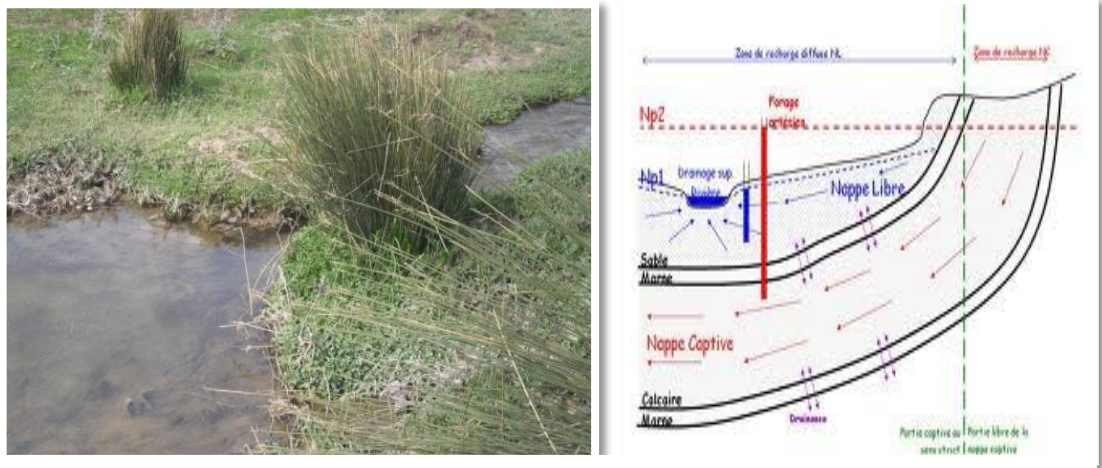 Zone de recharge diffuse NL
Zone de recharge NC
Forage
artésien
Np2
Np1
Drainage sup.
Rivière
Nappe Libre
Sable
Marne
Nappe Captive
Calcaire
Marne
Drainance
Partie captive au
sens strict
Partie libre de la
nappe captive